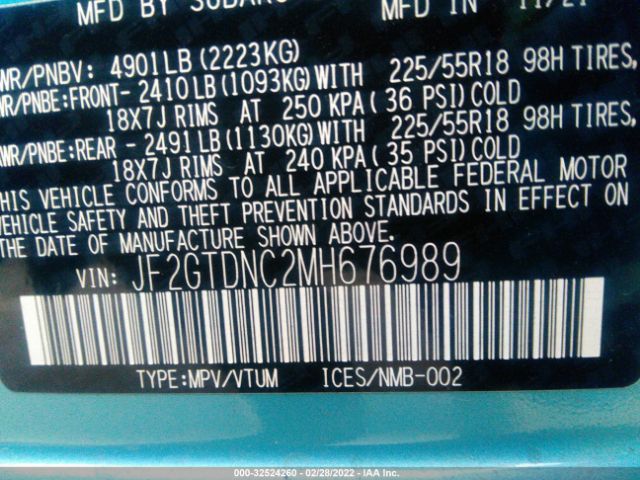 MFD BY SUBARU MFD IN 11/21
WR/PNBV: 4901LB(2223KG)
WR/PNBE:FRONT- 2410LB(1093KG)WITH 225/55R18 98H TIRES,
18X7J RIMS AT 250 KPA(36 PSI)COLD
WR/PNBE:REAR - 2491LB(1130KG)WITH 225/55R18 98H TIRES,
18X7J RIMS AT 240 KPA(35 PSI)COLD
THIS VEHICLE CONFORMS TO ALL APPLICABLE FEDERAL MOTOR
VEHICLE SAFETY AND THEFT PREVENTION STANDARDS IN EFFECT ON
THE DATE OF MANUFACTURE SHOWN ABOVE.
VIN: JF2GTDNC2MH676989
TYPE:MPV/VTUM ICES/NMB-002
000-32524260 - 02/28/2022 - IAA Inc.